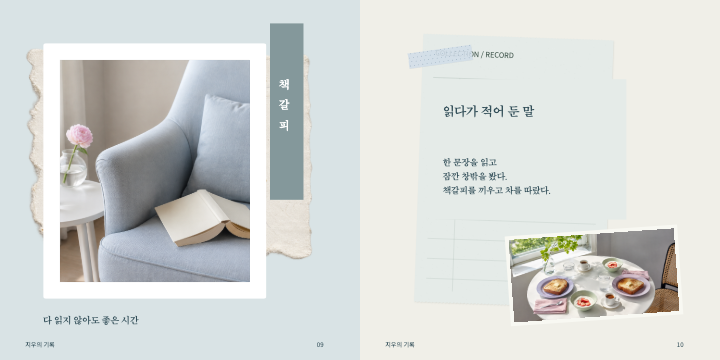 책
갈
피
다 읽지 않아도 좋은 시간
지우의 기록
09
ON / RECORD
읽다가 적어 둔 말
한 문장을 읽고
잠깐 창밖을 봤다.
책갈피를 끼우고 차를 따랐다.
지우의 기록
10